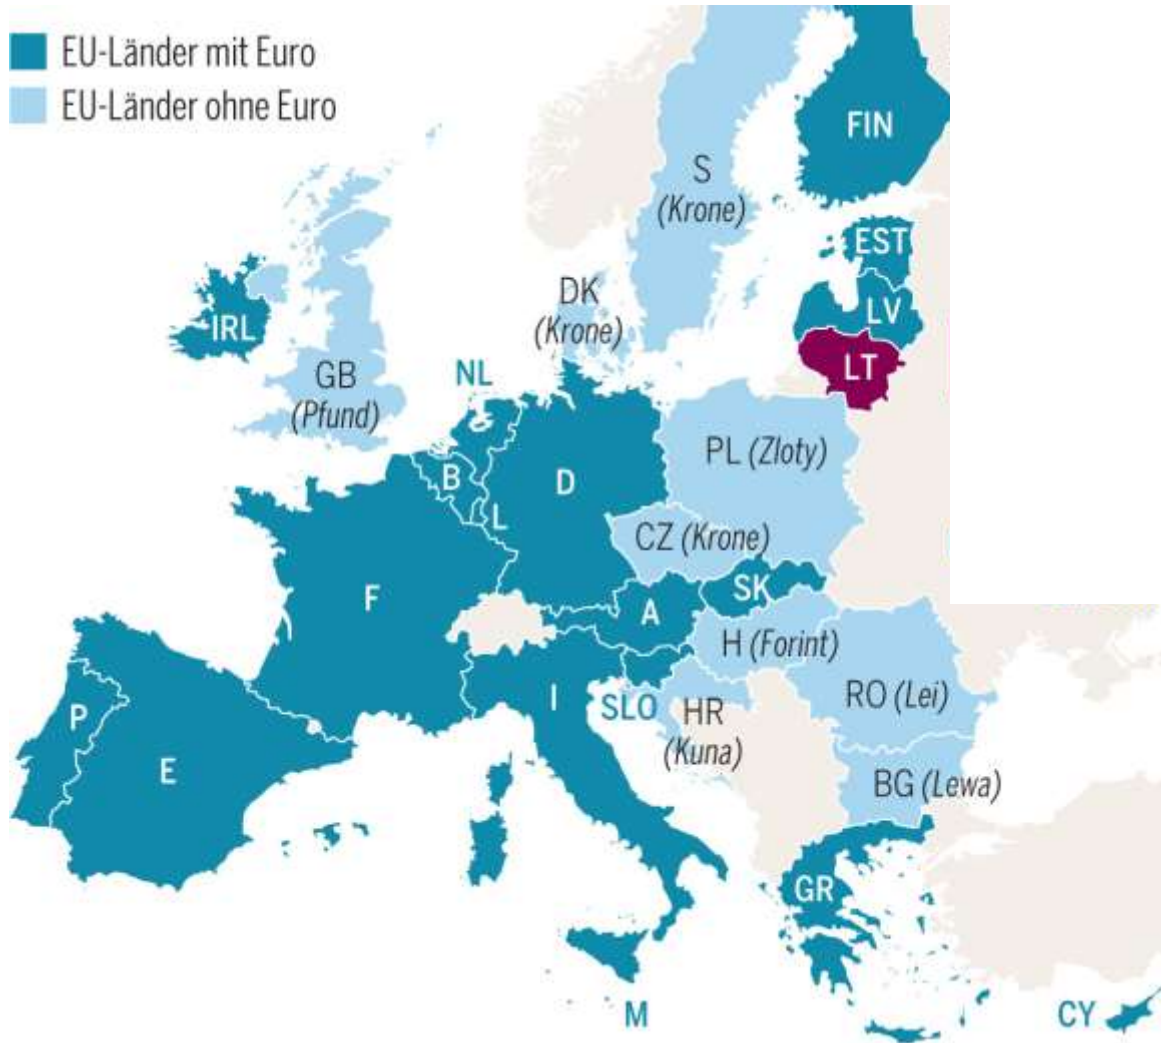 EU-Länder mit Euro
EU-Länder ohne Euro
FIN
S
(Krone)
EST
DK
(Krone)
LV
IRL
LT
GB
(Pfund)
NL
PL (Zloty)
B
D
L
CZ (Krone)
SK
F
A
H (Forint)
I
SLO
HR
(Kuna)
RO (Lei)
P
E
BG (Lewa)
GR
M
CY